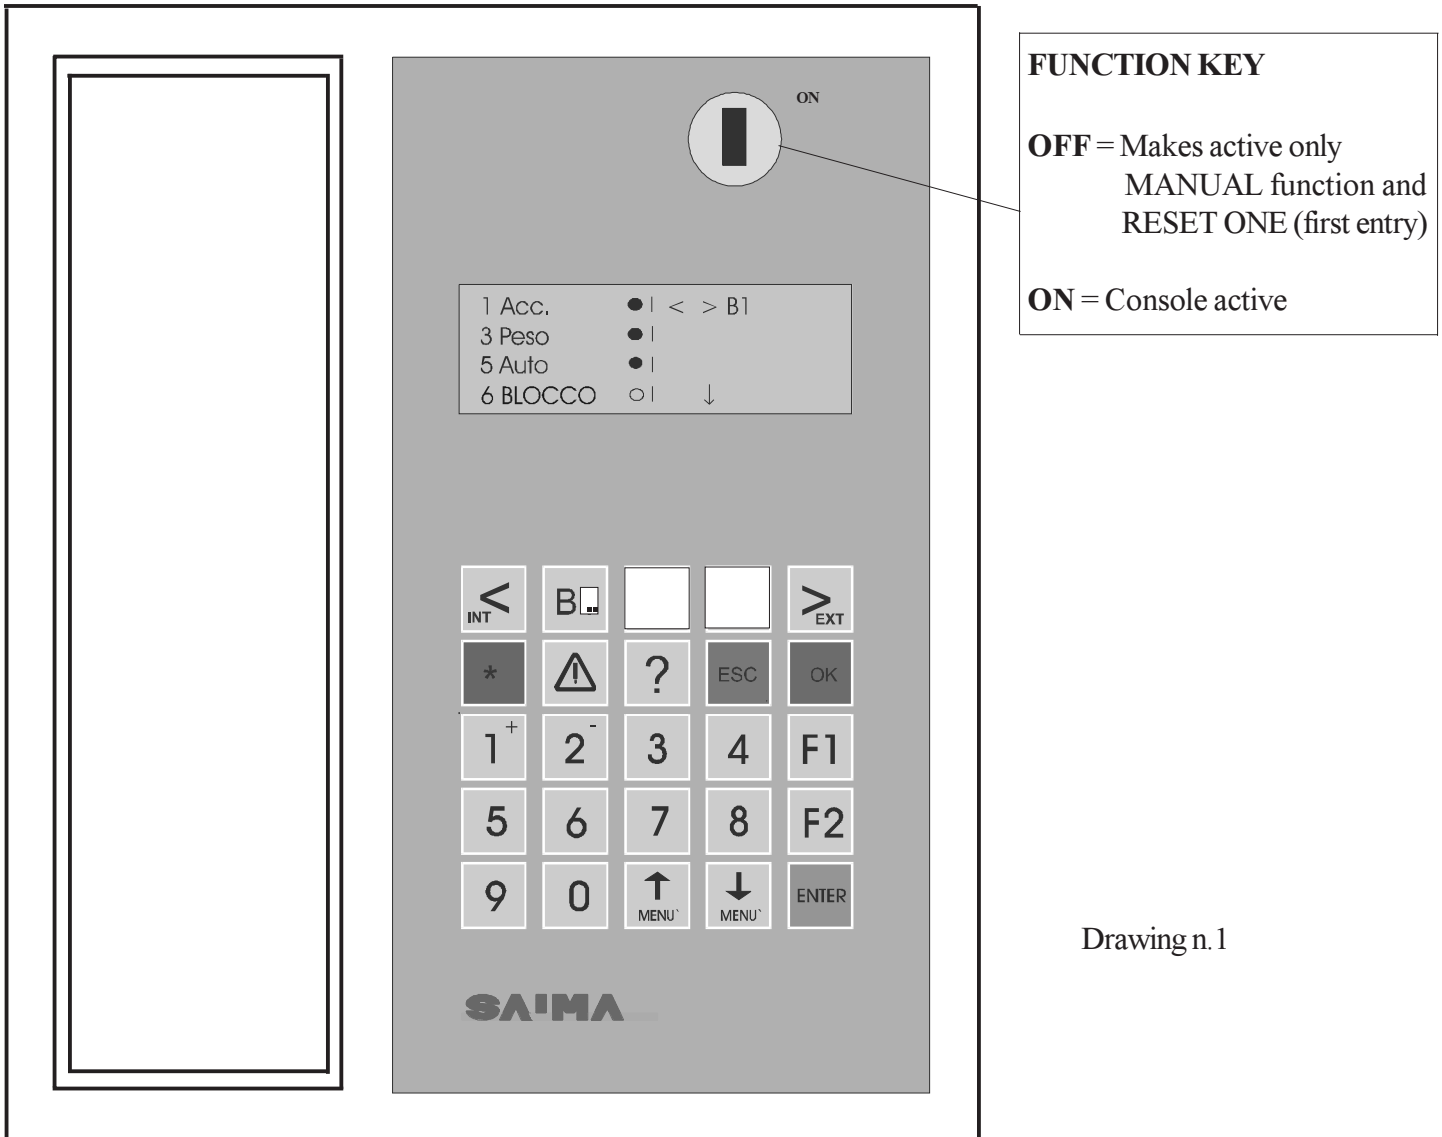 ON
FUNCTION KEY
OFF = Makes active only
MANUAL function and
RESET ONE (first entry)
ON = Console active
1 Acc. ● | < > B1
3 Peso ● |
5 Auto ● |
6 BLOCCO ○ | ↓
< INT B > EXT
* ⚠ ? ESC OK
1 + 2 - 3 4 F1
5 6 7 8 F2
9 0 ↑ MENU` ↓ MENU` ENTER
Drawing n.1
SAIMA